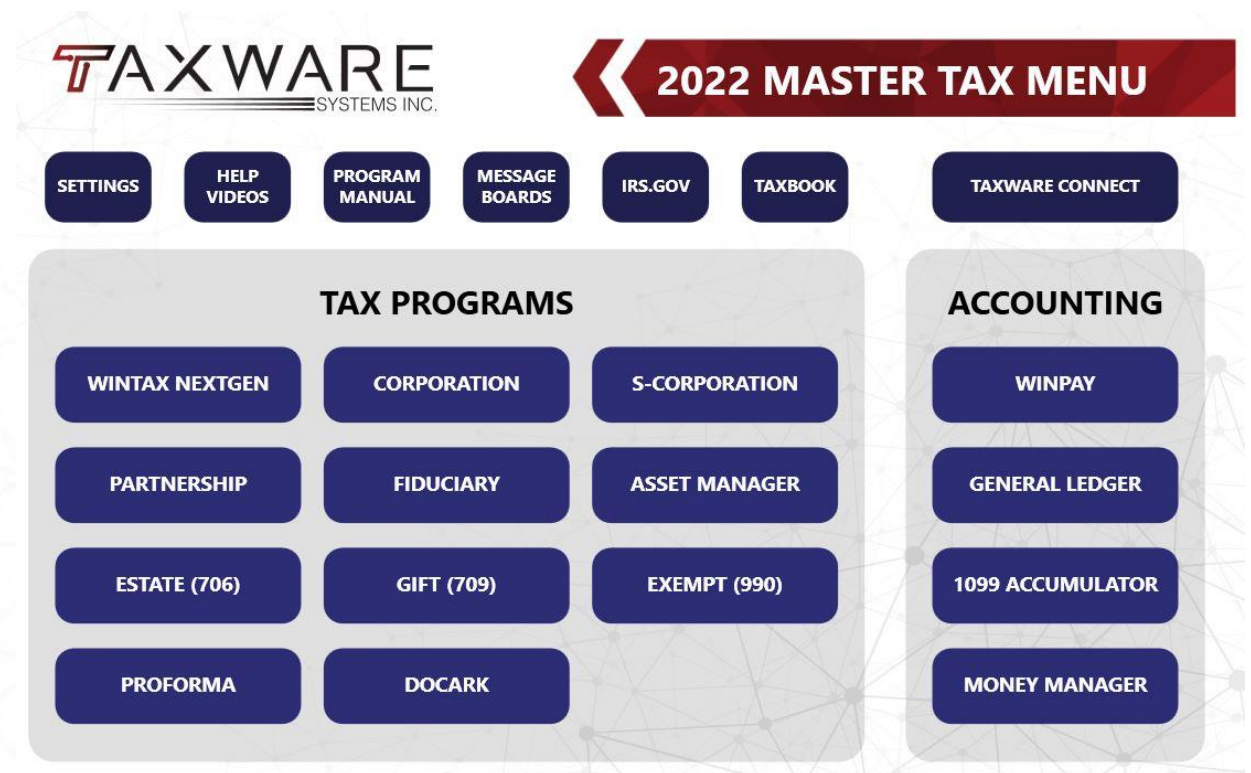 TAXWARE
SYSTEMS INC.
2022 MASTER TAX MENU
SETTINGS
HELP
VIDEOS
PROGRAM
MANUAL
MESSAGE
BOARDS
IRS.GOV
TAXBOOK
TAXWARE CONNECT
TAX PROGRAMS
WINTAX NEXTGEN
CORPORATION
S-CORPORATION
PARTNERSHIP
FIDUCIARY
ASSET MANAGER
ESTATE (706)
GIFT (709)
EXEMPT (990)
PROFORMA
DOCARK
ACCOUNTING
WINPAY
GENERAL LEDGER
1099 ACCUMULATOR
MONEY MANAGER